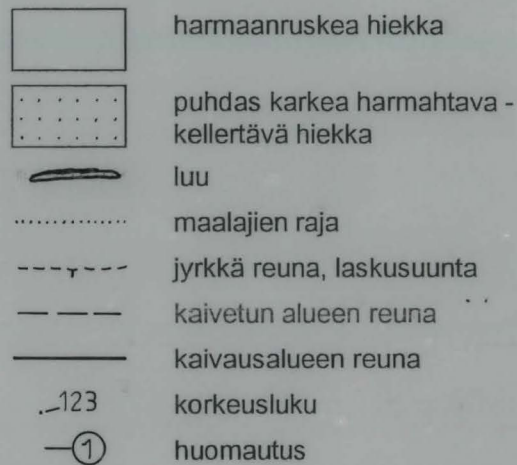 harmaanruskea hiekka
puhdas karkea harmahtava -
kellertävä hiekka
luu
maalajien raja
jyrkkä reuna, laskusuunta
kaivetun alueen reuna
kaivausalueen reuna
.–123 korkeusluku
1 huomautus